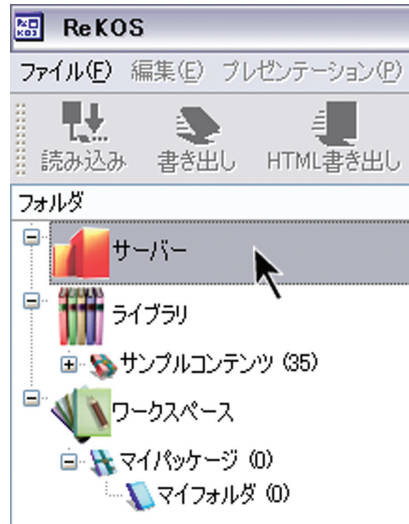 ReKOS
ファイル(F) 編集(E) プレゼンテーション(P)
読み込み 書き出し HTML書き出し
フォルダ
サーバー
ライブラリ
サンプルコンテンツ (35)
ワークスペース
マイパッケージ (0)
マイフォルダ (0)